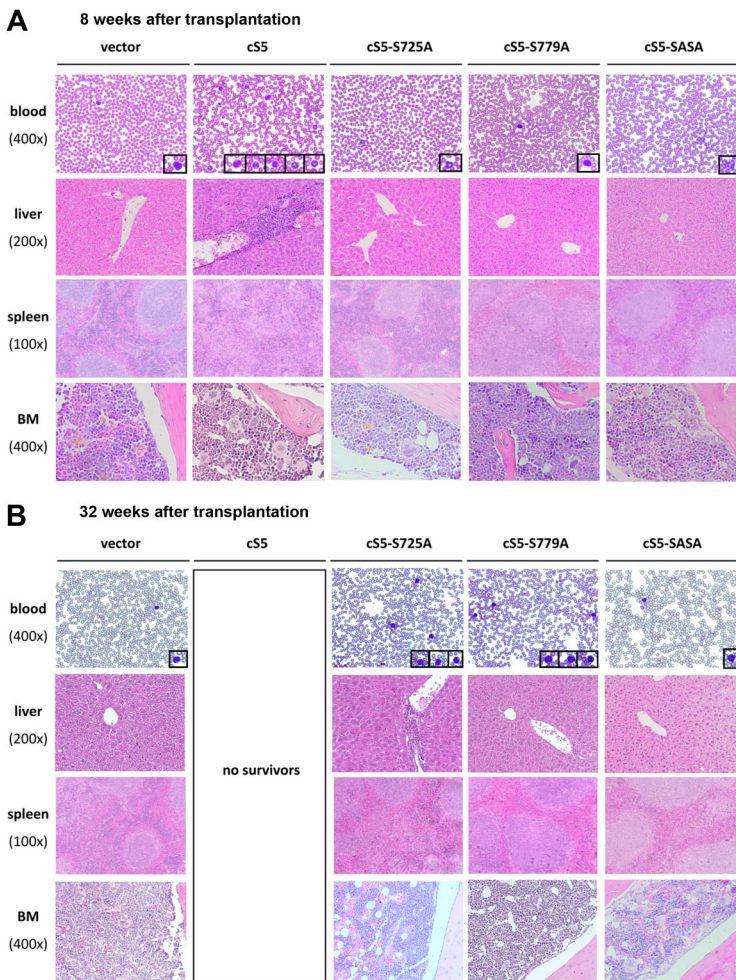 A
8 weeks after transplantation
vector cS5 cS5-S725A cS5-S779A cS5-SASA
blood
(400x)
liver
(200x)
spleen
(100x)
BM
(400x)
B
32 weeks after transplantation
vector cS5 cS5-S725A cS5-S779A cS5-SASA
blood
(400x)
liver
(200x)
no survivors
spleen
(100x)
BM
(400x)